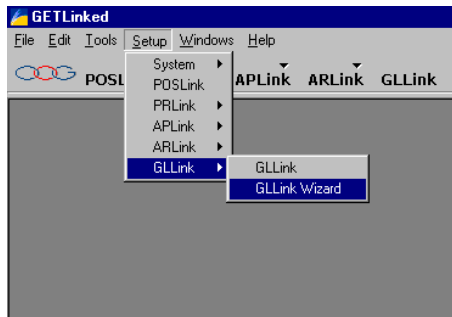 GETLinked
File Edit Tools Setup Windows Help
POSL APLink ARLink GLLink
System
POSLink
PRLink
APLink
ARLink
GLLink GLLink
GLLink Wizard